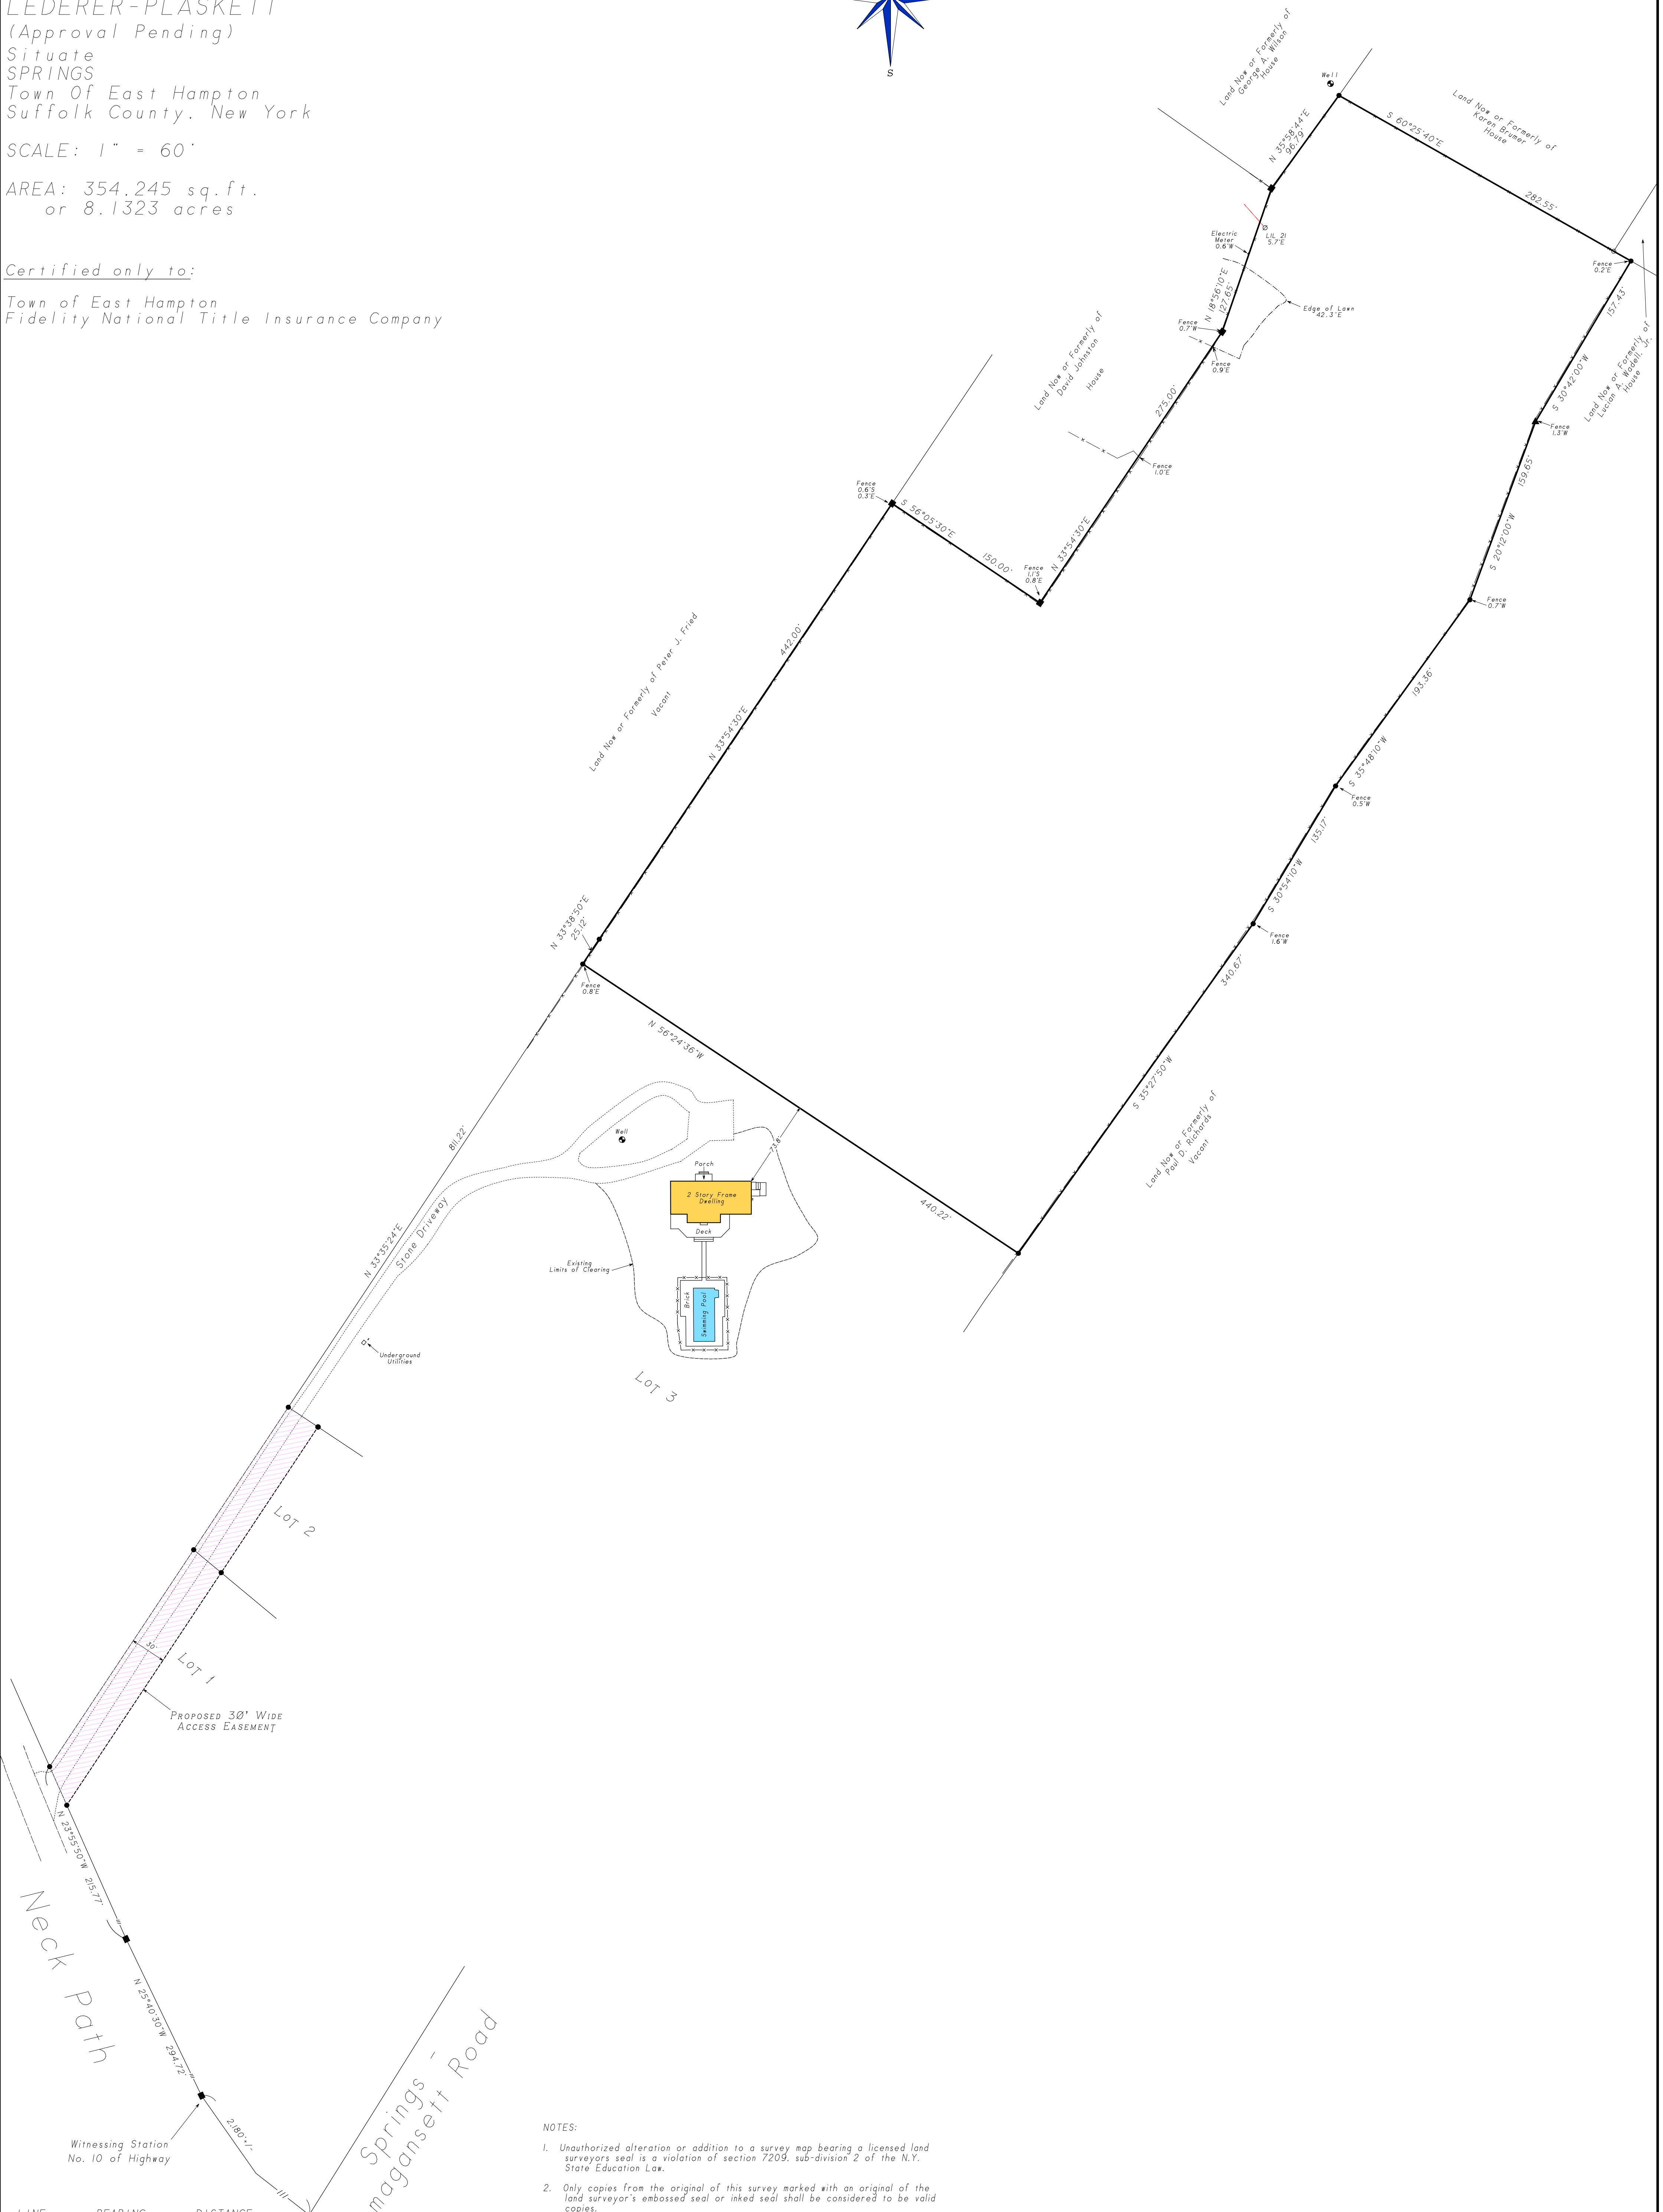 LEDERER-PLASKETT
(Approval Pending)
Situate
SPRINGS
Town Of East Hampton
Suffolk County, New York
SCALE: 1" = 60'
AREA: 354,245 sq.ft.
or 8.1323 acres
Certified only to:
Town of East Hampton
Fidelity National Title Insurance Company
S
Land Now or Formerly of
George A. Wilson
House
Well
N 35°58'44"E
96.79'
S 60°25'40"E
282.55'
Land Now or Formerly of
Karen Brumer
House
Electric
Meter
0.6'W
LIL 21
5.7'E
Fence
0.2'E
N 18°56'10"E
127.65'
Edge of Lawn
42.3'E
Fence
0.7'W
Fence
0.9'E
157.43'
S 30°42'00"W
Land Now or Formerly of
Lucian A. Wadell, Jr.
House
Land Now or Formerly of
David Johnston
House
275.00'
N 33°54'30"E
Fence
1.0'E
Fence
1.3'W
159.65'
S 20°12'00"W
Fence
0.6'S
0.3'E
S 56°05'30"E
150.00'
Fence
1.1'S
0.8'E
Fence
0.7'W
Land Now or Formerly of Peter J. Fried
Vacant
442.00'
N 33°54'30"E
193.36'
S 35°48'10"W
Fence
0.5'W
135.17'
S 30°54'10"W
N 33°38'50"E
25.12'
Fence
0.8'E
Fence
1.6'W
340.67'
S 35°27'50"W
N 56°24'36"W
440.22'
Land Now or Formerly of
Paul D. Richards
Vacant
811.22'
N 33°35'24"E
Well
73.8'
Porch
2 Story Frame
Dwelling
Deck
Stone Driveway
Existing
Limits of Clearing
Brick
Swimming Pool
Underground
Utilities
LOT 3
LOT 2
30'
LOT 1
PROPOSED 30' WIDE
ACCESS EASEMENT
N 23°55'50"W 215.77'
Neck Path
N 25°40'30"W 294.72'
Springs -
magansett Road
Witnessing Station
No. 10 of Highway
2,180'+/-
NOTES:
1. Unauthorized alteration or addition to a survey map bearing a licensed land
surveyors seal is a violation of section 7209, sub-division 2 of the N.Y.
State Education Law.
2. Only copies from the original of this survey marked with an original of the
land surveyor's embossed seal or inked seal shall be considered to be valid
copies.
LINE BEARING DISTANCE